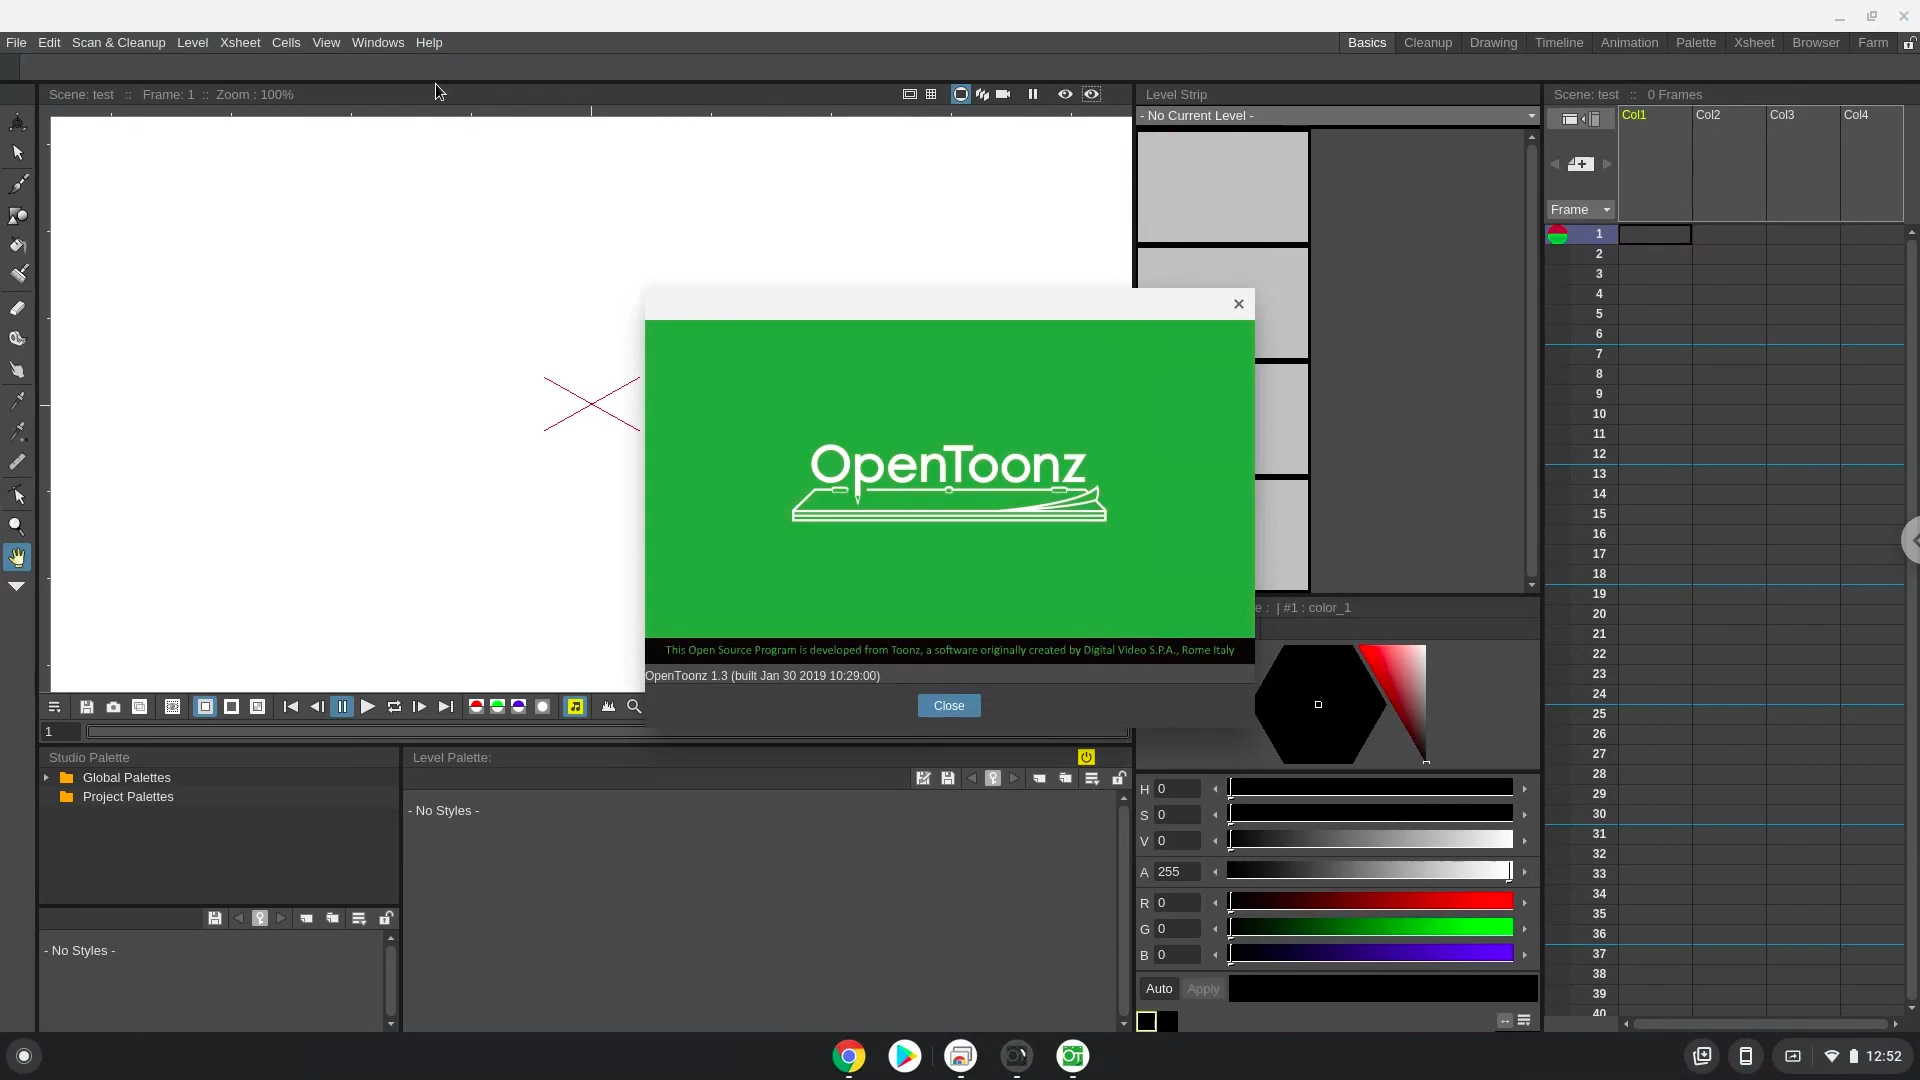 File Edit Scan & Cleanup Level Xsheet Cells View Windows Help
Basics Cleanup Drawing Timeline Animation Palette Xsheet Browser Farm
Scene: test :: Frame: 1 :: Zoom : 100%
Level Strip
Scene: test :: 0 Frames
- No Current Level -
Col1 Col2 Col3 Col4
Frame
1
2
3
4
5
6
7
8
9
10
11
12
13
14
15
16
17
18
19
20
21
22
23
24
25
26
27
28
29
30
31
32
33
34
35
36
37
38
39
40
OpenToonz
This Open Source Program is developed from Toonz, a software originally created by Digital Video S.P.A., Rome Italy
OpenToonz 1.3 (built Jan 30 2019 10:29:00)
Close
e : | #1 : color_1
1
Studio Palette
Global Palettes
Project Palettes
- No Styles -
Level Palette:
- No Styles -
H 0
S 0
V 0
A 255
R 0
G 0
B 0
Auto Apply
OT
12:52